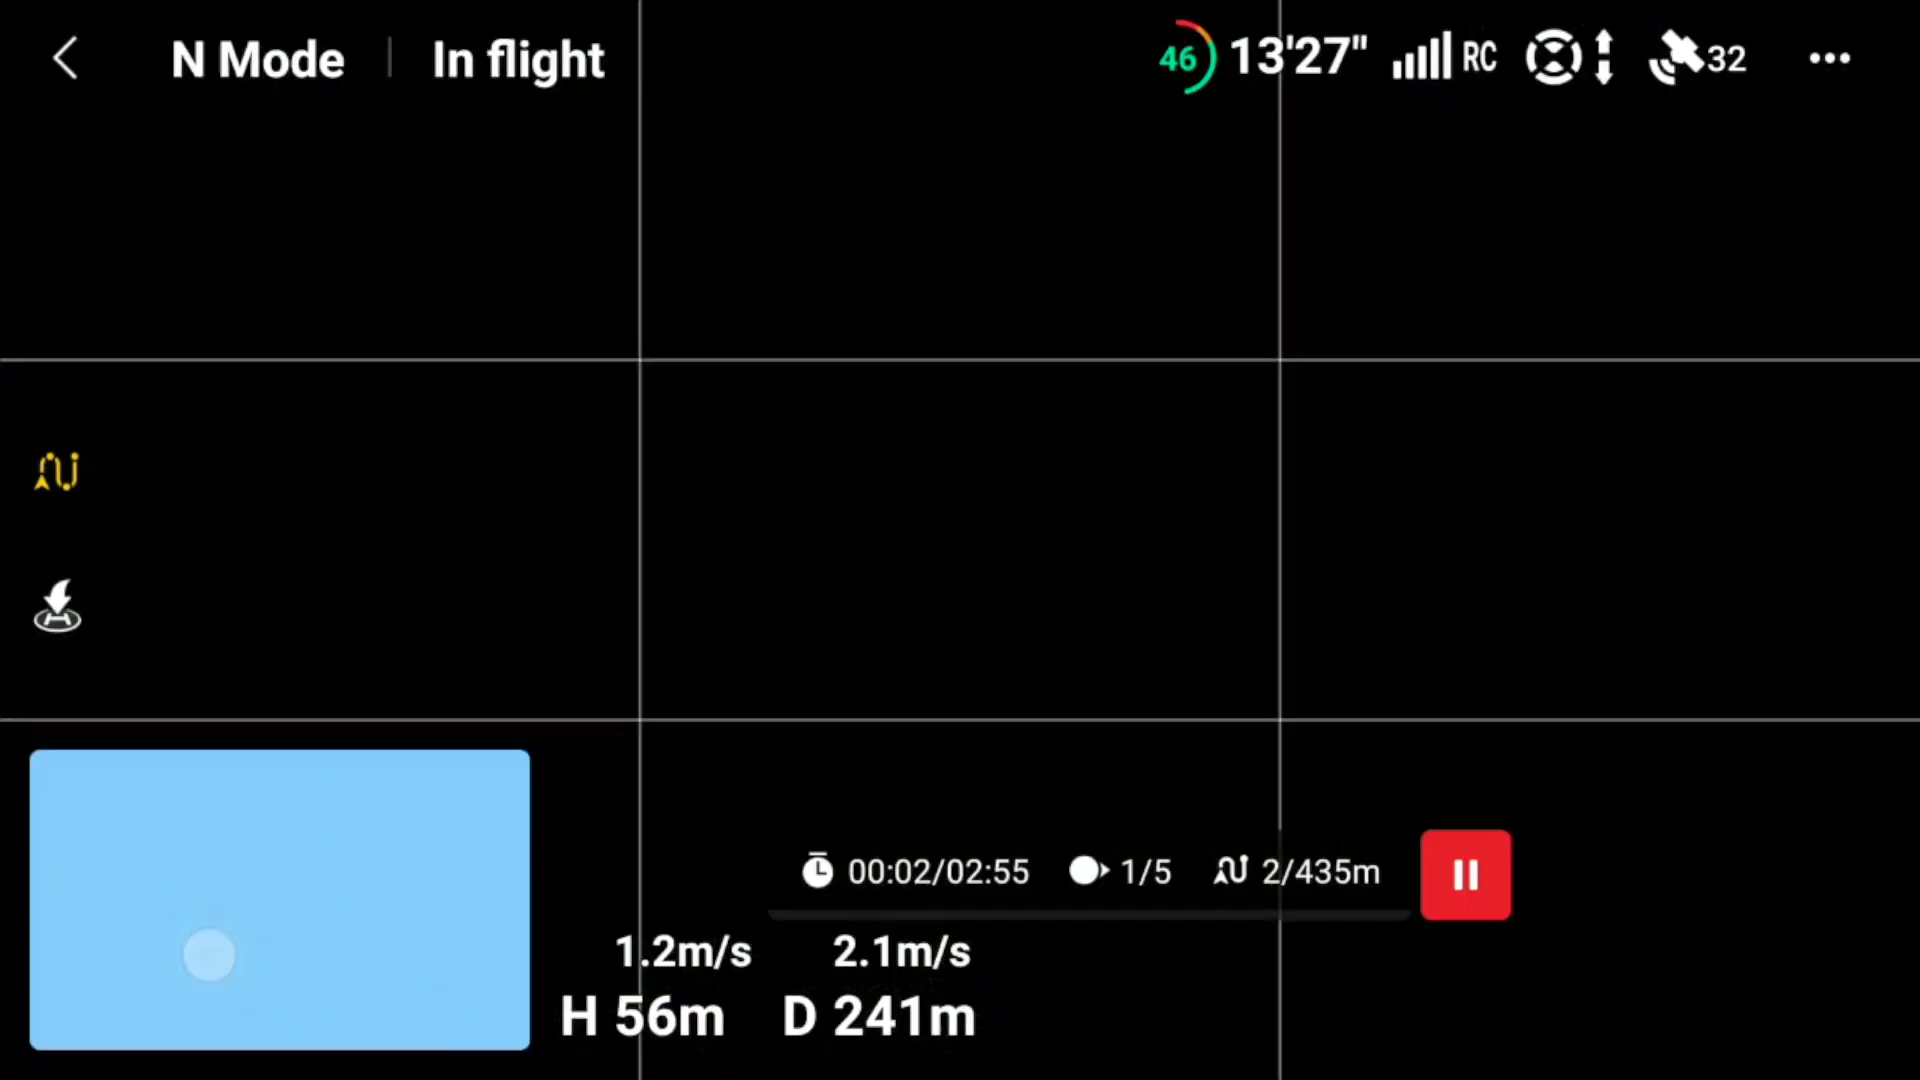 N Mode | In flight 46 13'27" RC 32
00:02/02:55 1/5 2/435m
1.2m/s 2.1m/s
H 56m D 241m